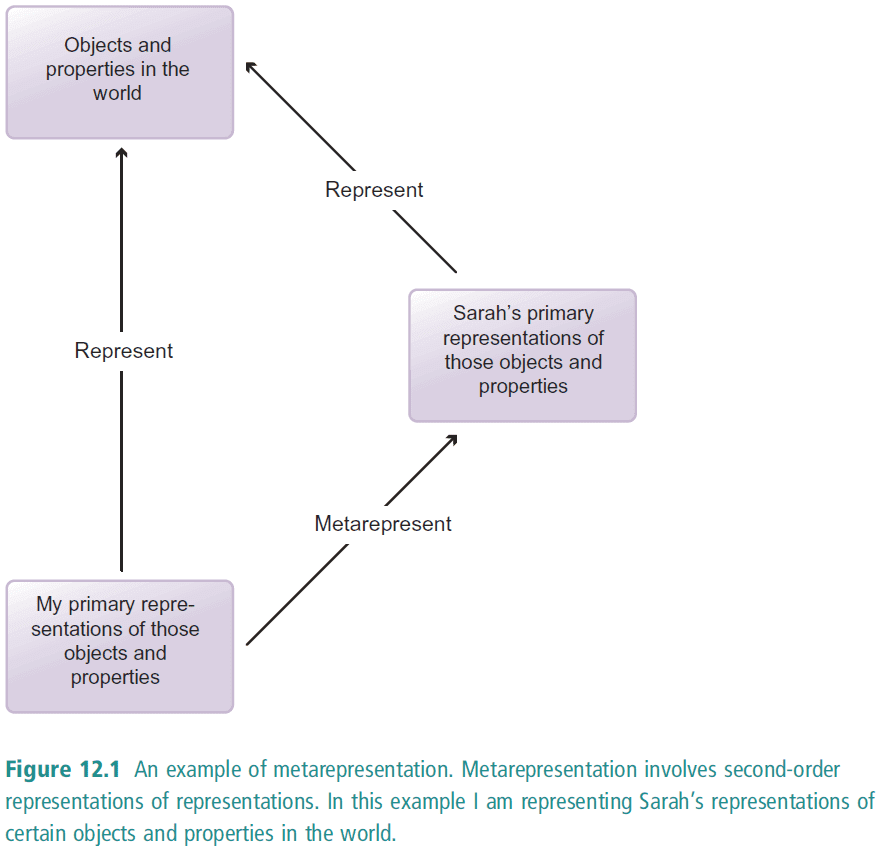 Objects and
properties in the
world
Represent
Sarah’s primary
representations of
those objects and
properties
Represent
Metarepresent
My primary repre-
sentations of those
objects and
properties
Figure 12.1 An example of metarepresentation. Metarepresentation involves second-order
representations of representations. In this example I am representing Sarah’s representations of
certain objects and properties in the world.